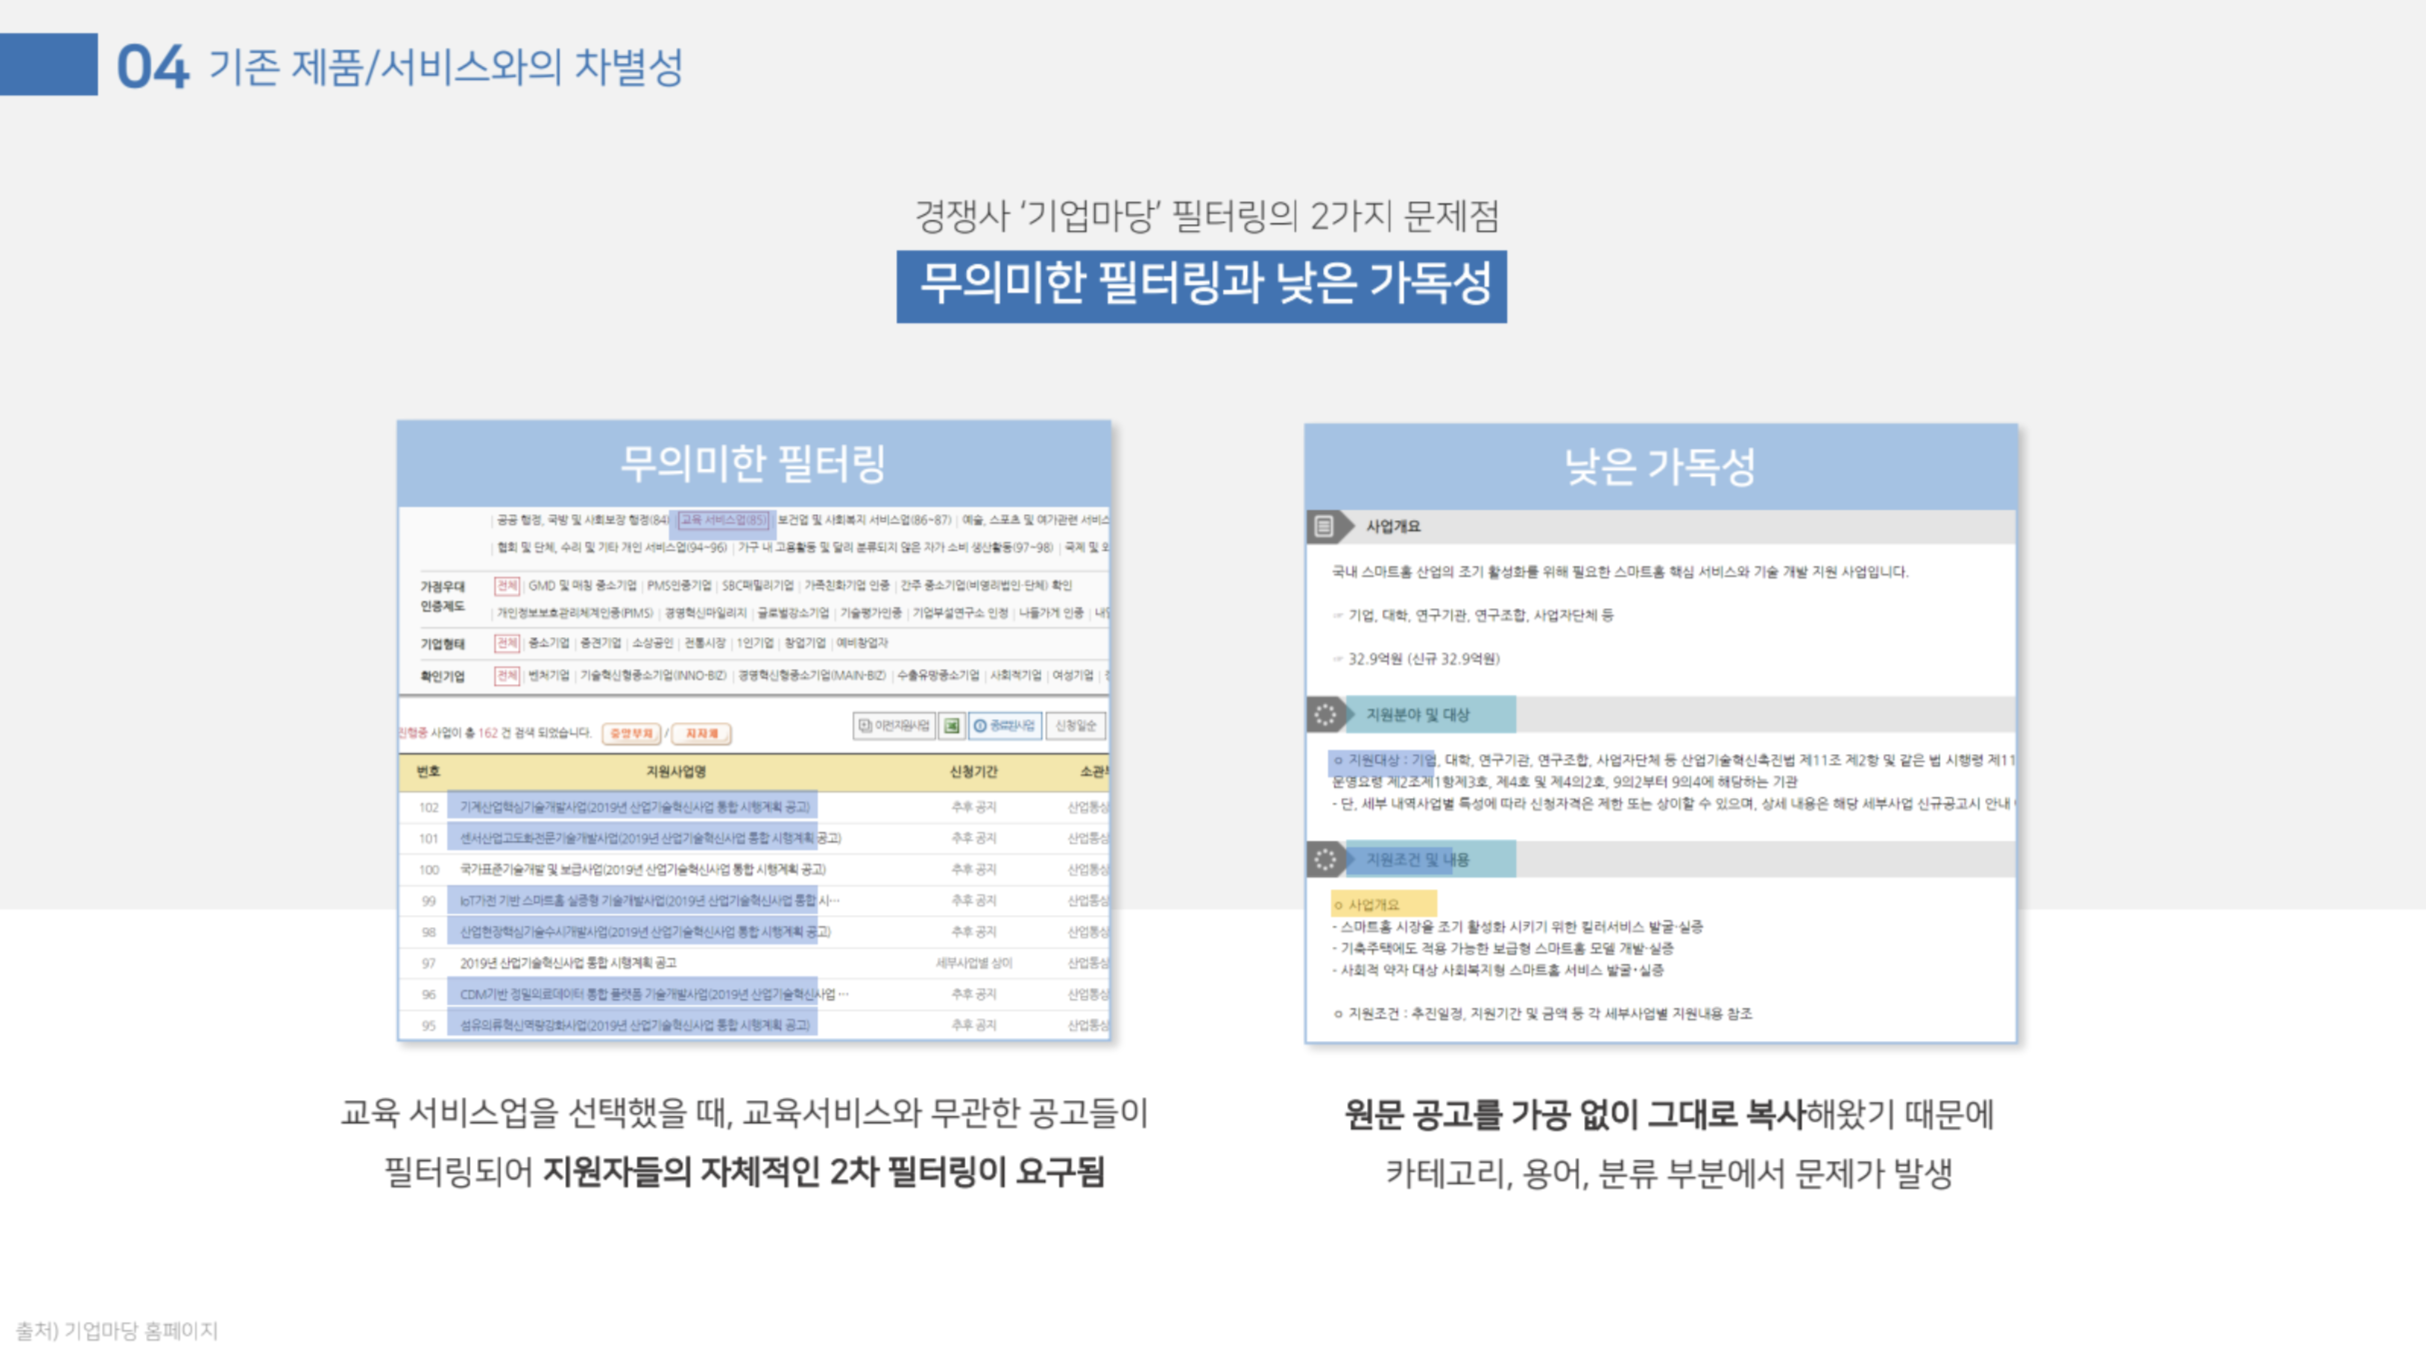 04 기존 제품/서비스와의 차별성
경쟁사 ‘기업마당’ 필터링의 2가지 문제점
무의미한 필터링과 낮은 가독성
무의미한 필터링
| 공공 행정, 국방 및 사회보장 행정(84) 교육 서비스업(85) 보건업 및 사회복지 서비스업(86~87) | 예술, 스포츠 및 여가관련 서비스
| 협회 및 단체, 수리 및 기타 개인 서비스업(94~96) | 가구 내 고용활동 및 달리 분류되지 않은 자가 소비 생산활동(97~98) | 국제 및
가점우대
인증제도
전체 | GMD 및 매칭 중소기업 | PMS인증기업 | SBC패밀리기업 | 가족친화기업 인증 | 간주 중소기업(비영리법인·단체) 확인
| 개인정보보호관리체계인증(PIMS) | 경영혁신마일리지 | 글로벌강소기업 | 기술평가인증 | 기업부설연구소 인정 | 나들가게 인증 |
기업형태 전체 | 중소기업 | 중견기업 | 소상공인 | 전통시장 | 1인기업 | 창업기업 | 예비창업자
확인기업 전체 | 벤처기업 | 기술혁신형중소기업(INNO-BIZ) | 경영혁신형중소기업(MAIN-BIZ) | 수출유망중소기업 | 사회적기업 | 여성기업 |
진행중 사업이 총 162 건 검색 되었습니다. 중앙부처 / 지자체 이전지원사업 종료된사업 신청일순
번호 지원사업명 신청기간 소관
102 기계산업핵심기술개발사업(2019년 산업기술혁신사업 통합 시행계획 공고) 추후 공지 산업통상
101 센서산업고도화전문기술개발사업(2019년 산업기술혁신사업 통합 시행계획 공고) 추후 공지 산업통상
100 국가표준기술개발 및 보급사업(2019년 산업기술혁신사업 통합 시행계획 공고) 추후 공지 산업통상
99 IoT가전 기반 스마트홈 실증형 기술개발사업(2019년 산업기술혁신사업 통합 시··· 추후 공지 산업통상
98 산업현장핵심기술수시개발사업(2019년 산업기술혁신사업 통합 시행계획 공고) 추후 공지 산업통상
97 2019년 산업기술혁신사업 통합 시행계획 공고 세부사업별 상이 산업통상
96 CDM기반 정밀의료데이터 통합 플랫폼 기술개발사업(2019년 산업기술혁신사업 ··· 추후 공지 산업통상
95 섬유의류혁신역량강화사업(2019년 산업기술혁신사업 통합 시행계획 공고) 추후 공지 산업통상
교육 서비스업을 선택했을 때, 교육서비스와 무관한 공고들이
필터링되어 지원자들의 자체적인 2차 필터링이 요구됨
낮은 가독성
사업개요
국내 스마트홈 산업의 조기 활성화를 위해 필요한 스마트홈 핵심 서비스와 기술 개발 지원 사업입니다.
☞ 기업, 대학, 연구기관, 연구조합, 사업자단체 등
☞ 32.9억원 (신규 32.9억원)
지원분야 및 대상
ㅇ 지원대상 : 기업, 대학, 연구기관, 연구조합, 사업자단체 등 산업기술혁신촉진법 제11조 제2항 및 같은 법 시행령 제11
운영요령 제2조제1항제3호, 제4호 및 제4의2호, 9의2부터 9의4에 해당하는 기관
- 단, 세부 내역사업별 특성에 따라 신청자격은 제한 또는 상이할 수 있으며, 상세 내용은 해당 세부사업 신규공고시 안내
지원조건 및 내용
ㅇ 사업개요
- 스마트홈 시장을 조기 활성화 시키기 위한 킬러서비스 발굴·실증
- 기축주택에도 적용 가능한 보급형 스마트홈 모델 개발·실증
- 사회적 약자 대상 사회복지형 스마트홈 서비스 발굴·실증
ㅇ 지원조건 : 추진일정, 지원기간 및 금액 등 각 세부사업별 지원내용 참조
원문 공고를 가공 없이 그대로 복사해왔기 때문에
카테고리, 용어, 분류 부분에서 문제가 발생
출처) 기업마당 홈페이지